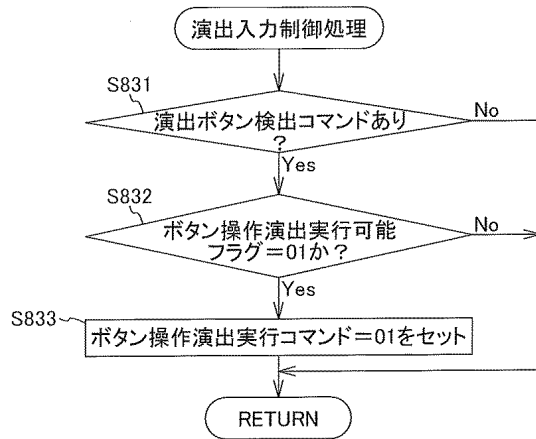 演出入力制御処理
S831
演出ボタン検出コマンドあり
?
No
Yes
S832
ボタン操作演出実行可能
フラグ=01か?
No
Yes
S833
ボタン操作演出実行コマンド=01をセット
RETURN